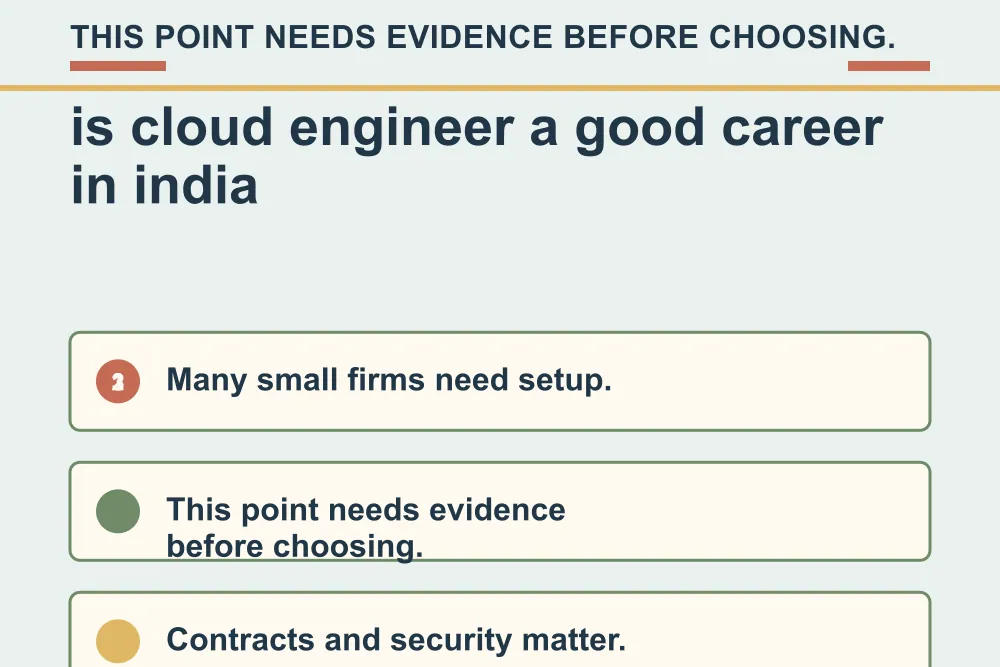 THIS POINT NEEDS EVIDENCE BEFORE CHOOSING.
is cloud engineer a good career
in india
Many small firms need setup.
This point needs evidence
before choosing.
Contracts and security matter.